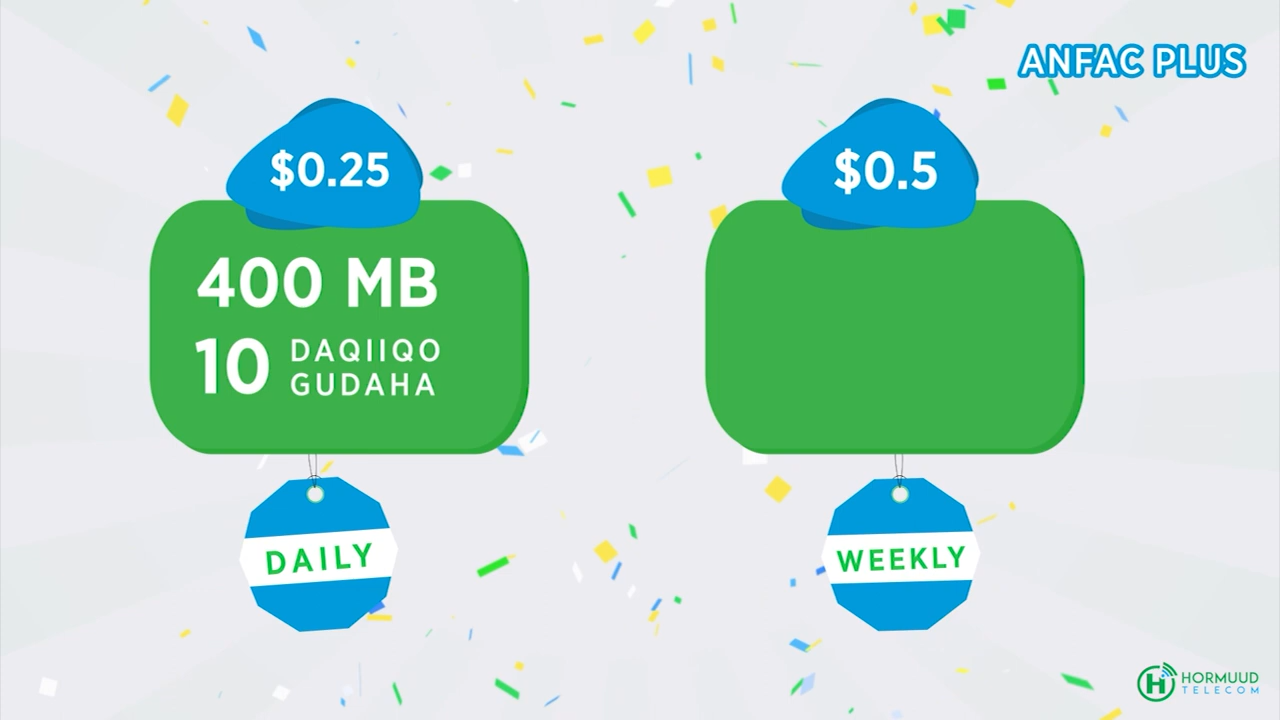 ANFAC PLUS
$0.25
400 MB
10 DAQIIQO
GUDAHA
DAILY
$0.5
WEEKLY
HORMUUD
TELECOM